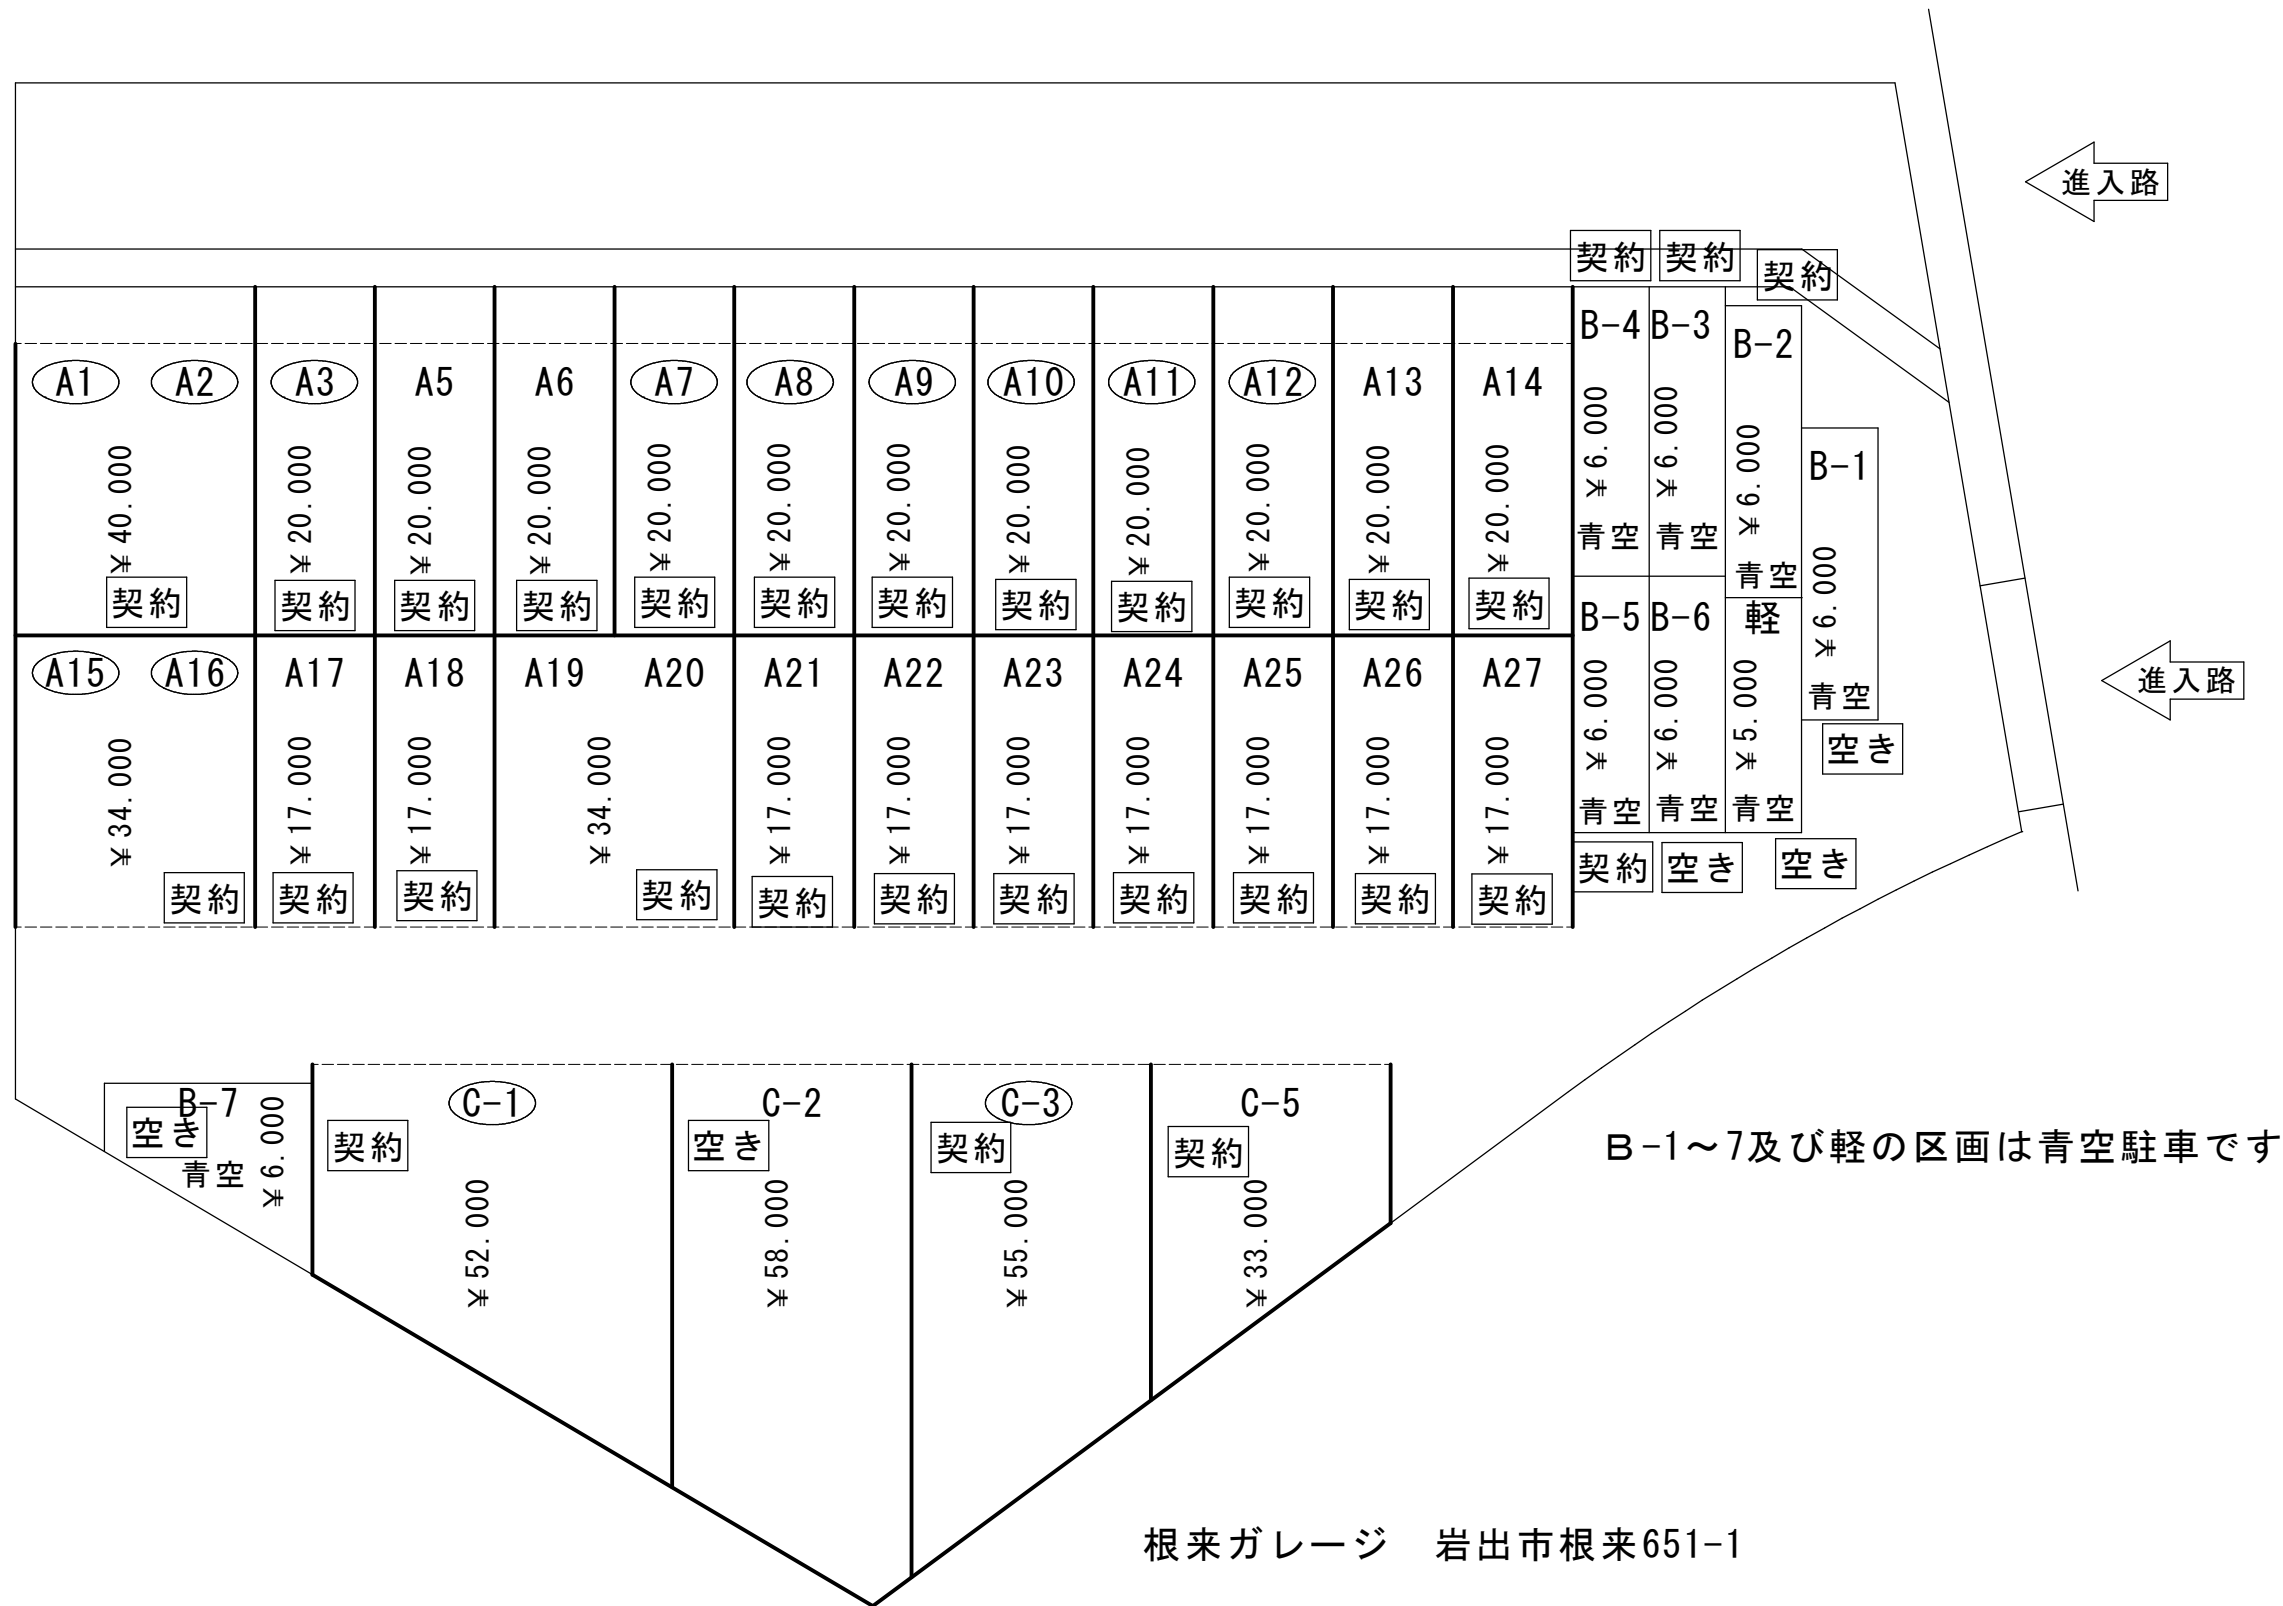 進入路
契約 契約 契約
A1 A2 A3 A5 A6 A7 A8 A9 A10 A11 A12 A13 A14
¥40.000 ¥20.000 ¥20.000 ¥20.000 ¥20.000 ¥20.000 ¥20.000 ¥20.000 ¥20.000 ¥20.000 ¥20.000 ¥20.000
契約 契約 契約 契約 契約 契約 契約 契約 契約 契約 契約 契約
B-4 B-3 B-2 B-1
¥6.000 ¥6.000 ¥6.000 ¥6.000
青空 青空 青空 青空
空き
進入路
A15 A16 A17 A18 A19 A20 A21 A22 A23 A24 A25 A26 A27
¥34.000 ¥17.000 ¥17.000 ¥34.000 ¥17.000 ¥17.000 ¥17.000 ¥17.000 ¥17.000 ¥17.000 ¥17.000
契約 契約 契約 契約 契約 契約 契約 契約 契約 契約 契約
B-5 B-6 軽
¥6.000 ¥6.000 ¥5.000
青空 青空 青空
契約 空き 空き
B-7 C-1 C-2 C-3 C-5
空き 契約 空き 契約 契約
青空
¥6.000 ¥52.000 ¥58.000 ¥55.000 ¥33.000
B-1～7及び軽の区画は青空駐車です
根来ガレージ 岩出市根来651-1